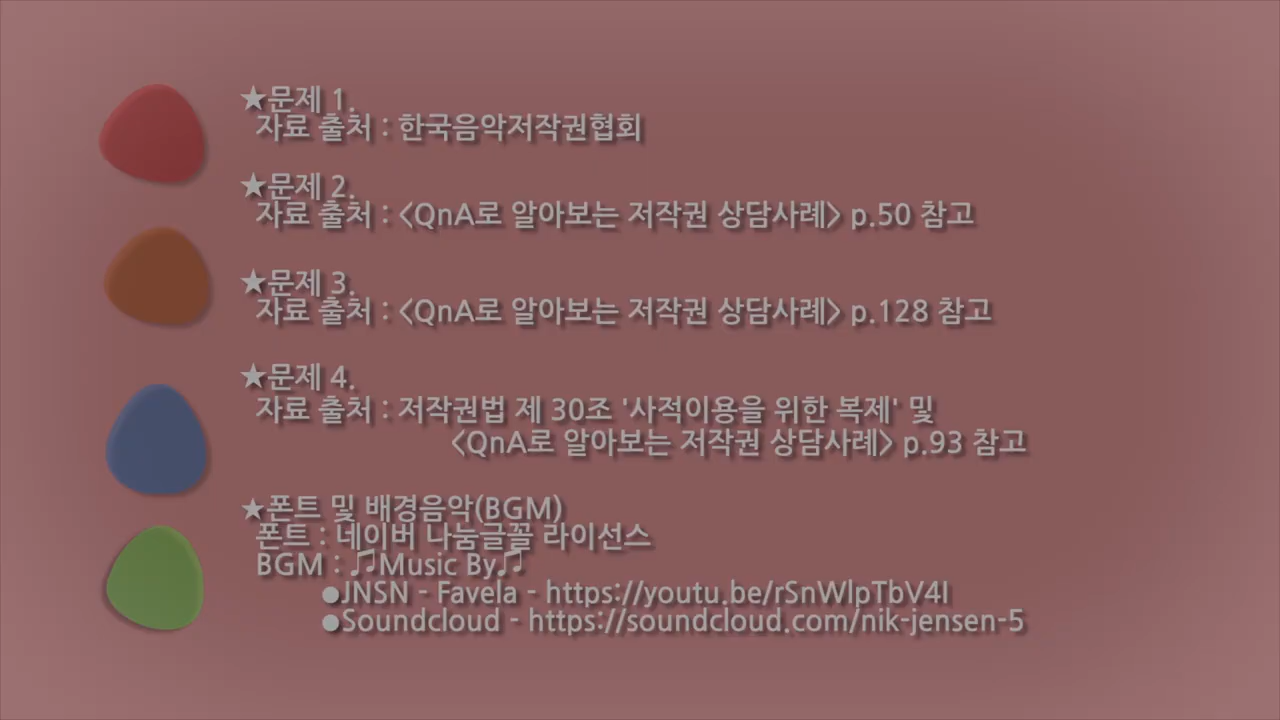 ★문제 1.
자료 출처 : 한국음악저작권협회
★문제 2.
자료 출처 : <QnA로 알아보는 저작권 상담사례> p.50 참고
★문제 3.
자료 출처 : <QnA로 알아보는 저작권 상담사례> p.128 참고
★문제 4.
자료 출처 : 저작권법 제 30조 '사적이용을 위한 복제' 및
<QnA로 알아보는 저작권 상담사례> p.93 참고
★폰트 및 배경음악(BGM)
폰트 : 네이버 나눔글꼴 라이선스
BGM : ♫Music By♫
●JNSN - Favela - https://youtu.be/rSnWlpTbV4I
●Soundcloud - https://soundcloud.com/nik-jensen-5